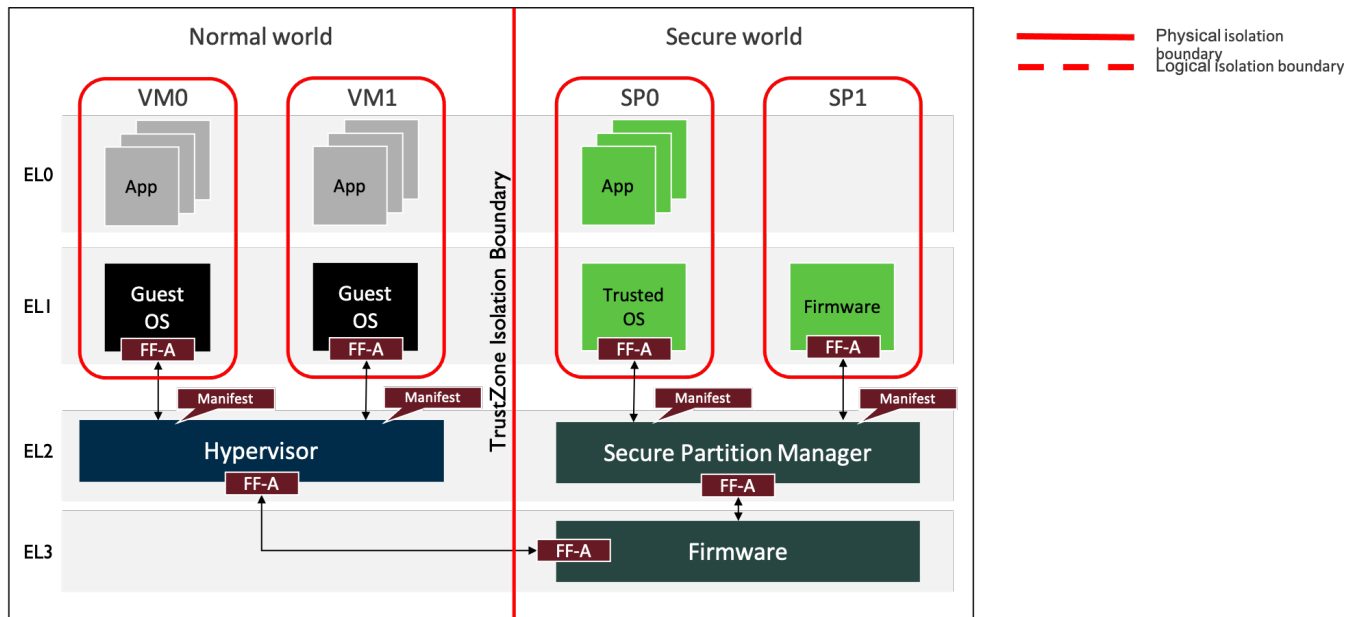 Normal world
Secure world
Physical isolation
boundary
Logical isolation boundary
VM0
VM1
SP0
SP1
EL0
App
App
App
TrustZone Isolation Boundary
EL1
Guest
OS
FF-A
Guest
OS
FF-A
Trusted
OS
FF-A
Firmware
FF-A
Manifest
Manifest
Manifest
Manifest
EL2
Hypervisor
FF-A
Secure Partition Manager
FF-A
EL3
FF-A
Firmware